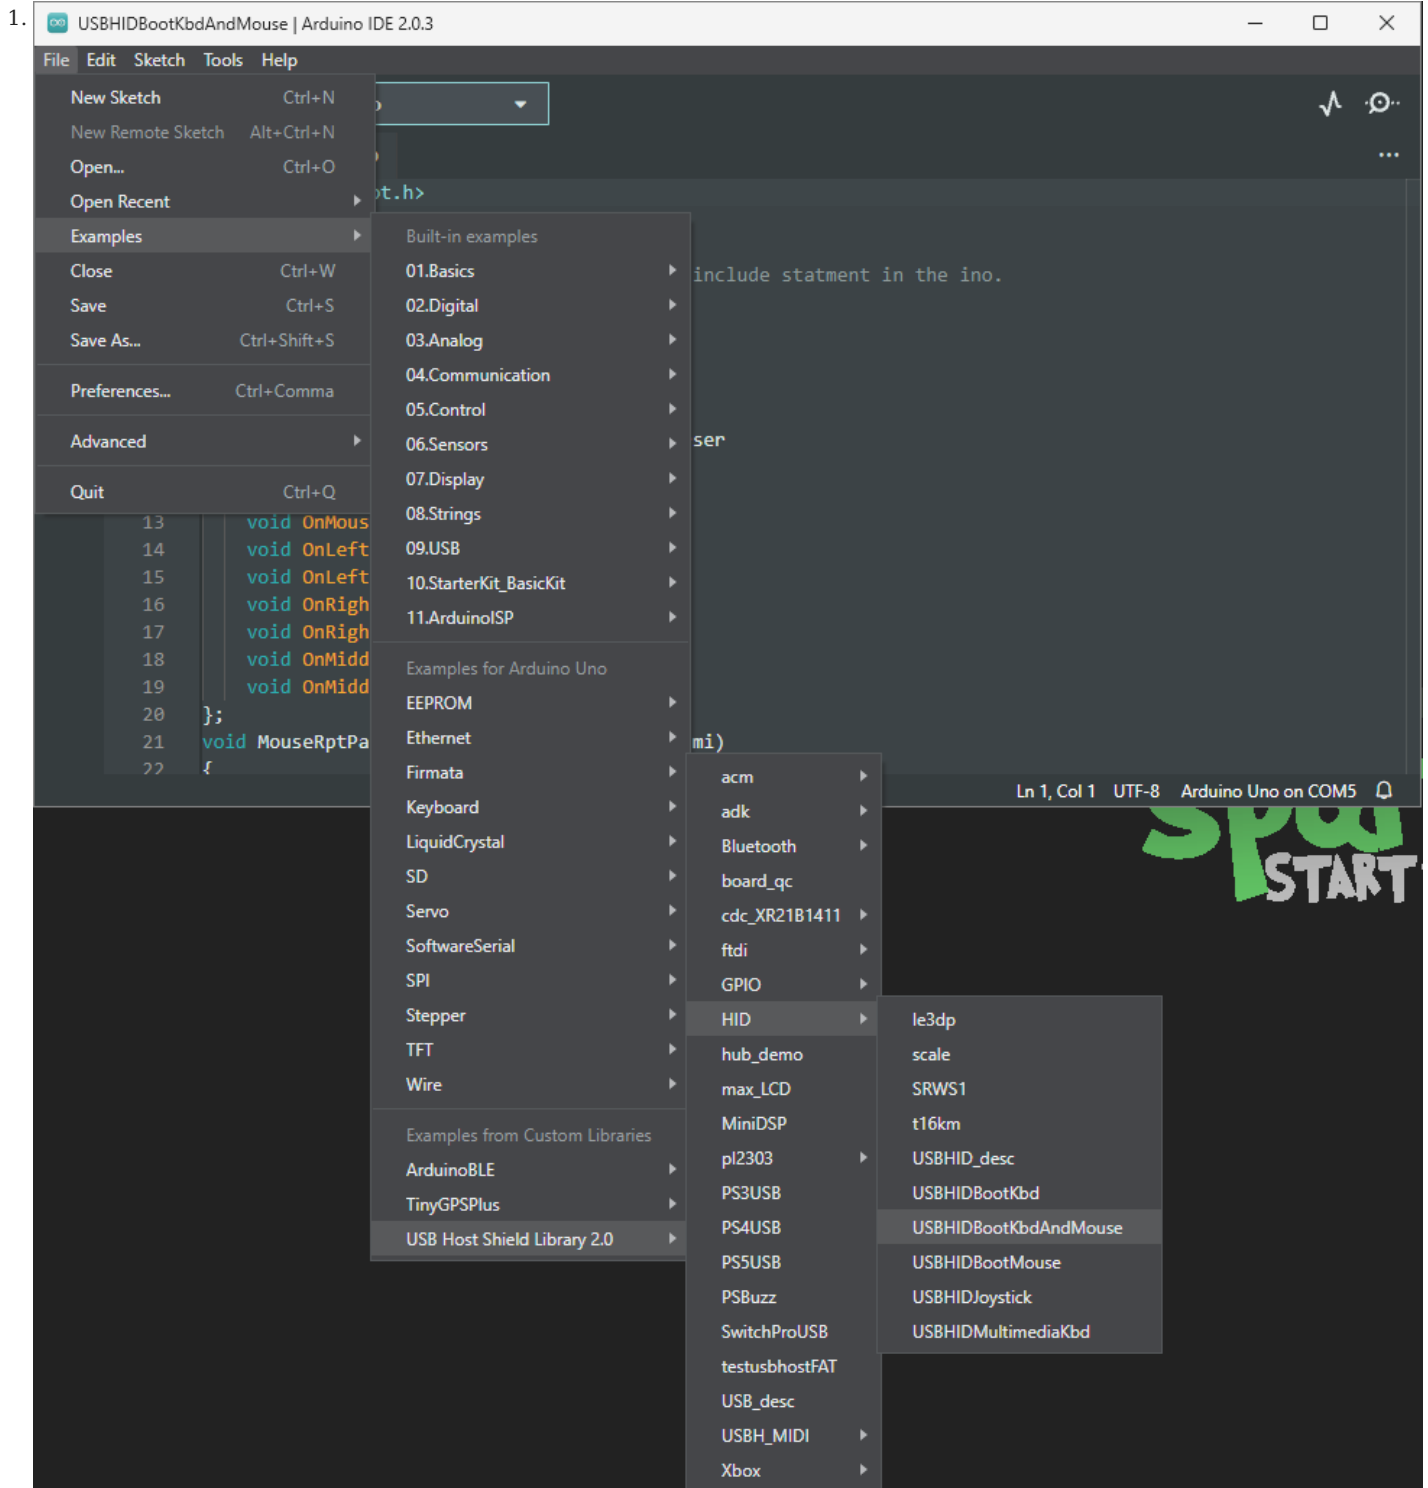 1.
USBHIDBootKbdAndMouse | Arduino IDE 2.0.3
File Edit Sketch Tools Help
New Sketch Ctrl+N
New Remote Sketch Alt+Ctrl+N
Open... Ctrl+O
Open Recent
Examples
Close Ctrl+W
Save Ctrl+S
Save As... Ctrl+Shift+S
Preferences... Ctrl+Comma
Advanced
Quit Ctrl+Q
Built-in examples
01.Basics
02.Digital
03.Analog
04.Communication
05.Control
06.Sensors
07.Display
08.Strings
09.USB
10.StarterKit_BasicKit
11.ArduinoISP
Examples for Arduino Uno
EEPROM
Ethernet
Firmata
Keyboard
LiquidCrystal
SD
Servo
SoftwareSerial
SPI
Stepper
TFT
Wire
Examples from Custom Libraries
ArduinoBLE
TinyGPSPlus
USB Host Shield Library 2.0
acm
adk
Bluetooth
board_qc
cdc_XR21B1411
ftdi
GPIO
HID
hub_demo
max_LCD
MiniDSP
pl2303
PS3USB
PS4USB
PS5USB
PSBuzz
SwitchProUSB
testusbhostFAT
USB_desc
USBH_MIDI
Xbox
le3dp
scale
SRWS1
t16km
USBHID_desc
USBHIDBootKbd
USBHIDBootKbdAndMouse
USBHIDBootMouse
USBHIDJoystick
USBHIDMultimediaKbd
t.h>
include statment in the ino.
ser
13 void OnMous
14 void OnLeft
15 void OnLeft
16 void OnRigh
17 void OnRigh
18 void OnMidd
19 void OnMidd
20 };
21 void MouseRptPa mi)
22 {
Ln 1, Col 1 UTF-8 Arduino Uno on COM5
START